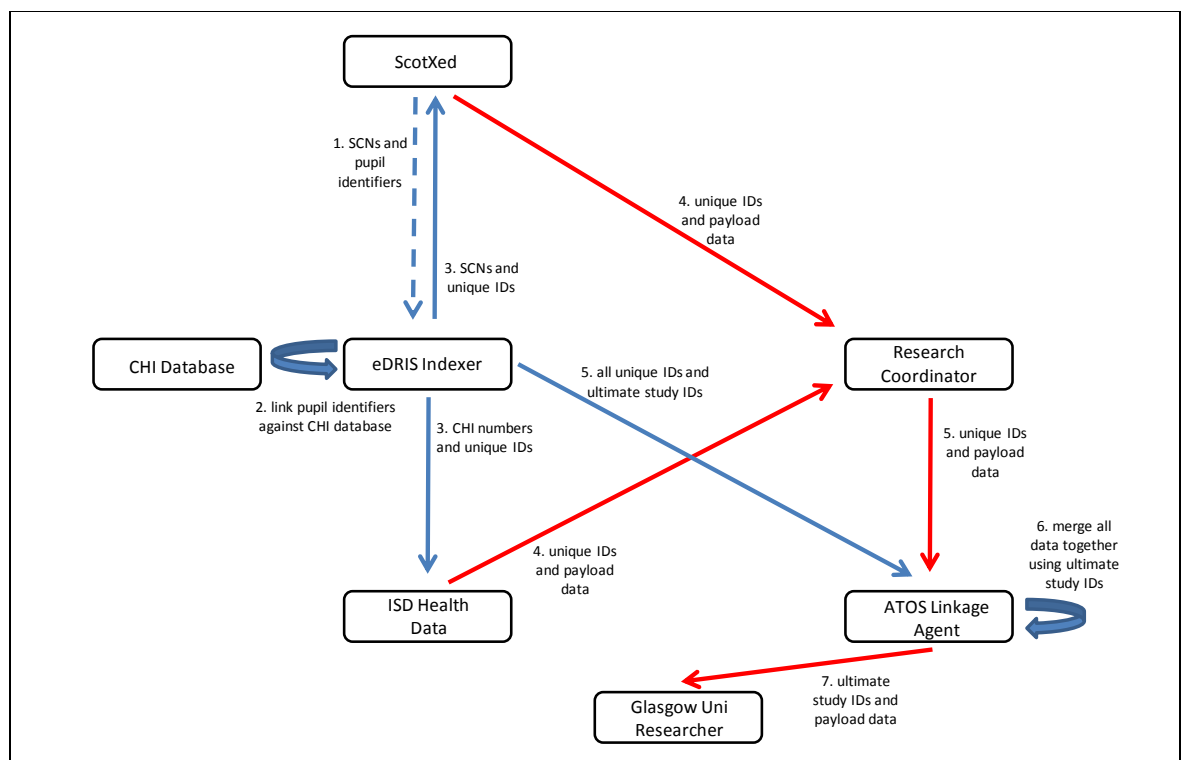 ScotXed
1. SCNs and
pupil
identifiers
4. unique IDs
and payload
data
3. SCNs and
unique IDs
CHI Database
eDRIS Indexer
Research
Coordinator
5. all unique IDs and
ultimate study IDs
2. link pupil identifiers
against CHI database
3. CHI numbers
and unique IDs
5. unique IDs
and payload
data
4. unique IDs
and payload
data
6. merge all
data together
using ultimate
study IDs
ISD Health
Data
ATOS Linkage
Agent
7. ultimate
study IDs and
payload data
Glasgow Uni
Researcher